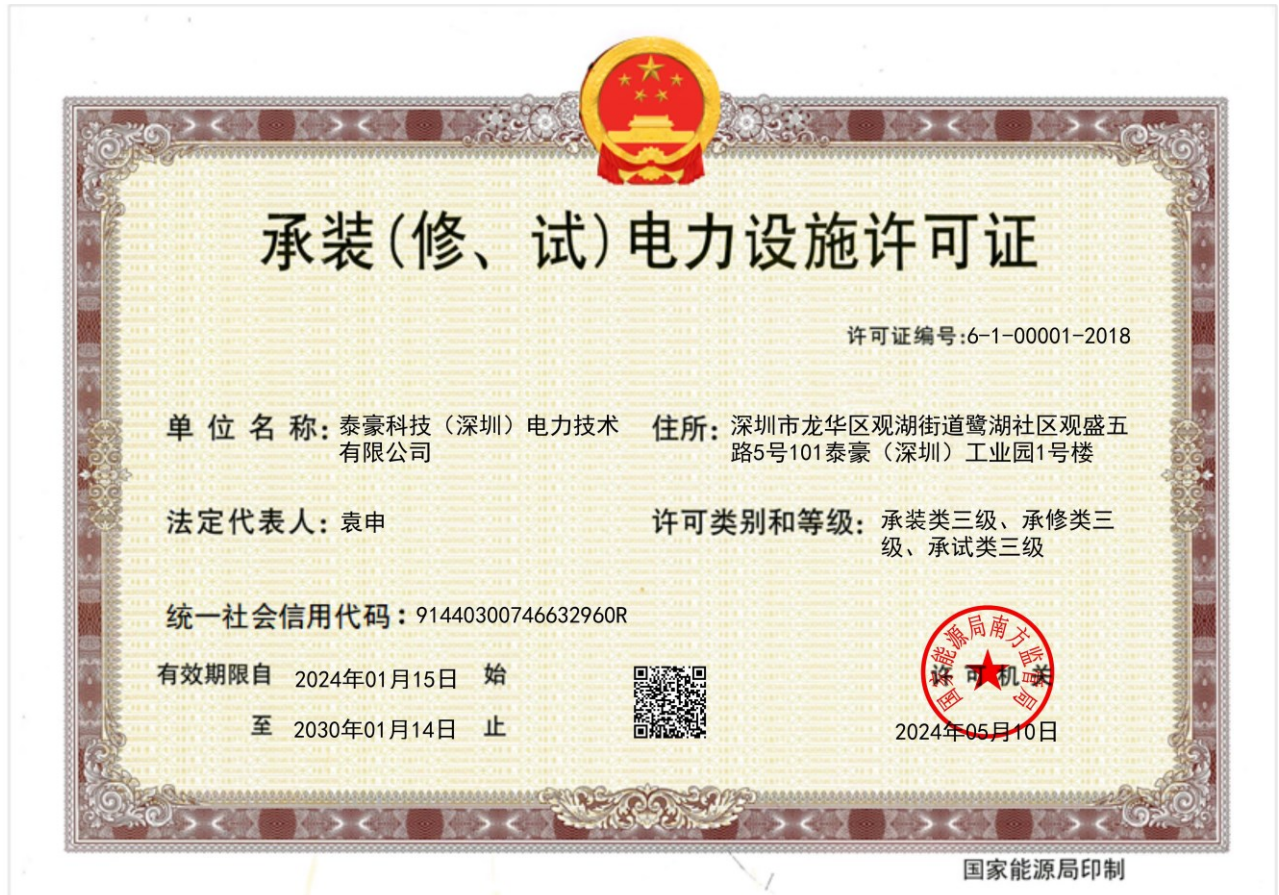 承装(修、试)电力设施许可证
许可证编号:6-1-00001-2018
单位名称:泰豪科技（深圳）电力技术
有限公司
住所:深圳市龙华区观湖街道鹭湖社区观盛五
路5号101泰豪（深圳）工业园1号楼
法定代表人:袁申
许可类别和等级:承装类三级、承修类三
级、承试类三级
统一社会信用代码:91440300746632960R
有效期限自 2024年01月15日 始
至 2030年01月14日 止
国家能源局南方监管局
许可机关
2024年05月10日
国家能源局印制